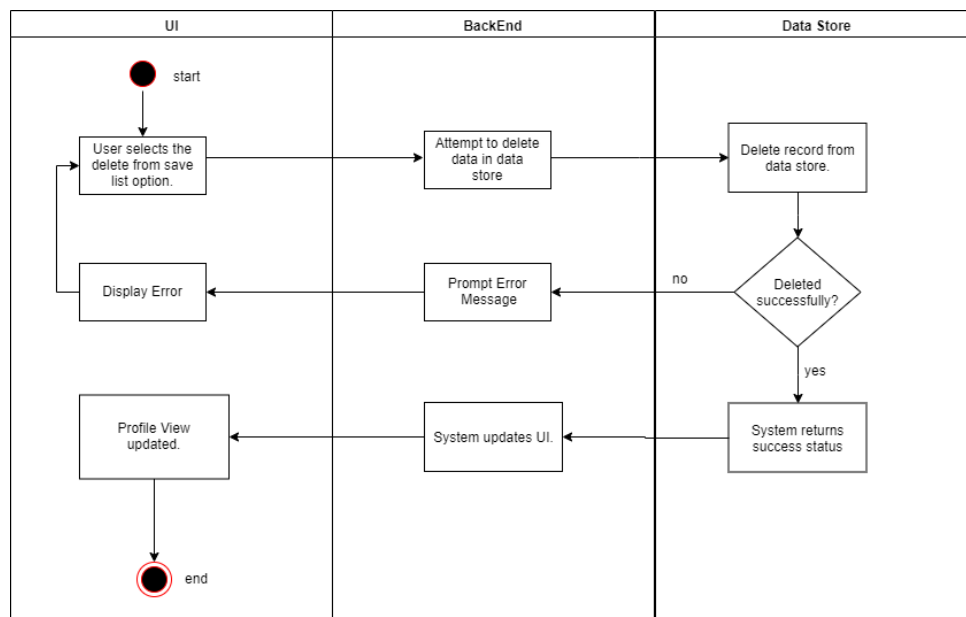 UI
BackEnd
Data Store
start
User selects the
delete from save
list option.
Attempt to delete
data in data
store
Delete record from
data store.
Display Error
Prompt Error
Message
no
Deleted
successfully?
yes
Profile View
updated.
System updates UI.
System returns
success status
end